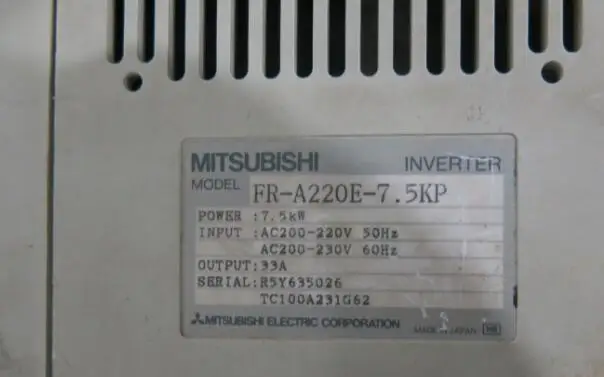 MITSUBISHI INVERTER
MODEL FR-A220E-7.5KP
POWER :7.5kW
INPUT :AC200-220V 50Hz
AC200-230V 60Hz
OUTPUT:33A
SERIAL:R5Y635026
TC100A231G62
MITSUBISHI ELECTRIC CORPORATION MADE IN JAPAN